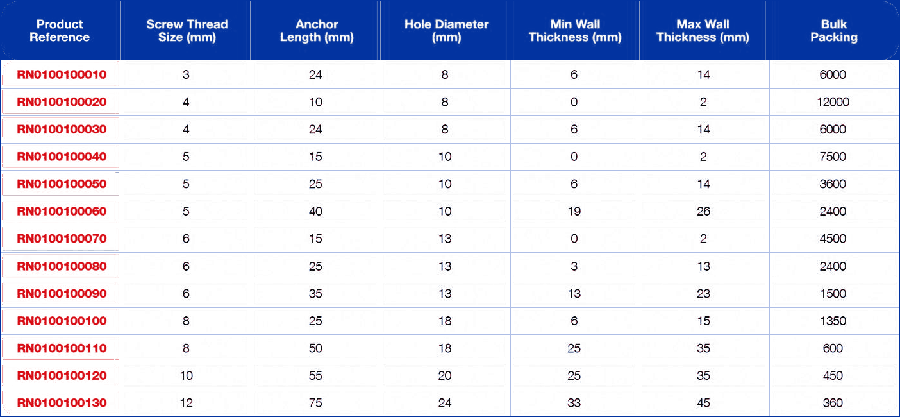 Product Reference | Screw Thread Size (mm) | Anchor Length (mm) | Hole Diameter (mm) | Min Wall Thickness (mm) | Max Wall Thickness (mm) | Bulk Packing
RN0100100010 3 24 8 6 14 6000
RN0100100020 4 10 8 0 2 12000
RN0100100030 4 24 8 6 14 6000
RN0100100040 5 15 10 0 2 7500
RN0100100050 5 25 10 6 14 3600
RN0100100060 5 40 10 19 26 2400
RN0100100070 6 15 13 0 2 4500
RN0100100080 6 25 13 3 13 2400
RN0100100090 6 35 13 13 23 1500
RN0100100100 8 25 18 6 15 1350
RN0100100110 8 50 18 25 35 600
RN0100100120 10 55 20 25 35 450
RN0100100130 12 75 24 33 45 360